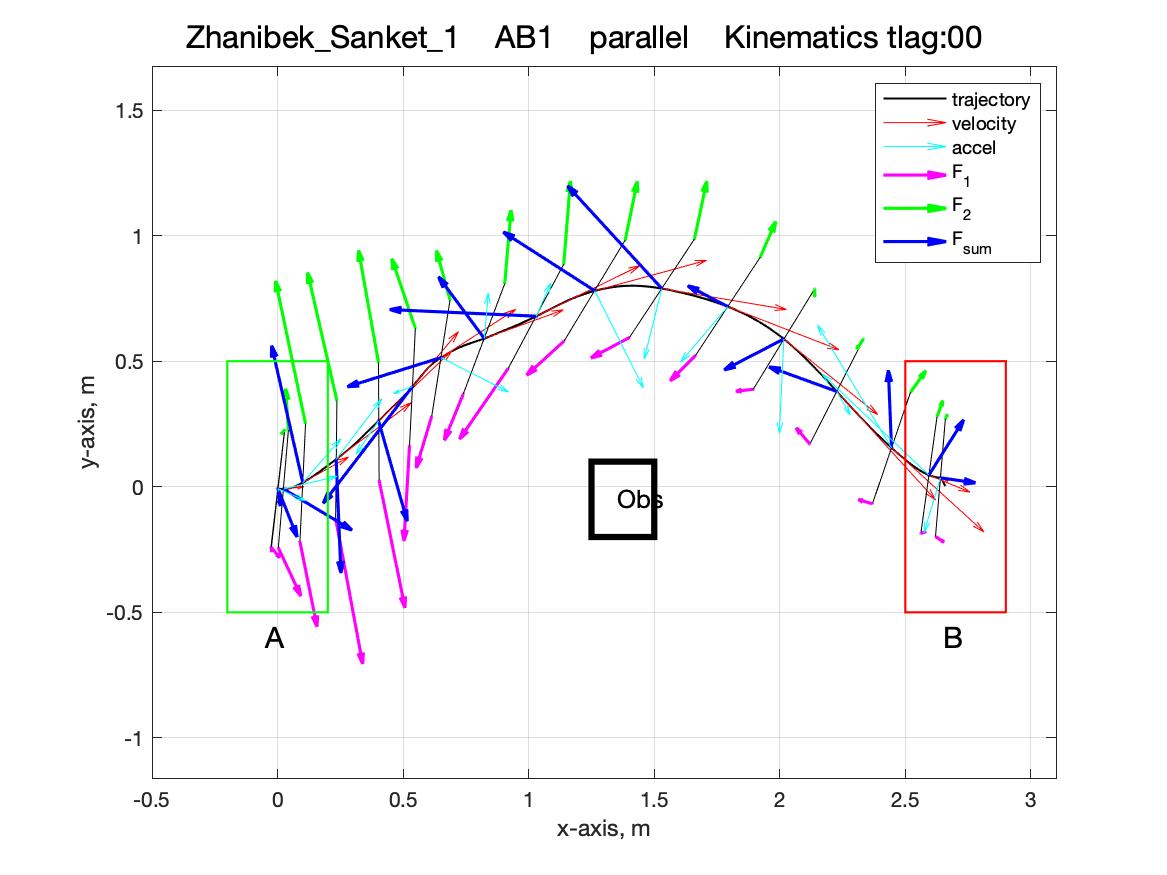 Zhanibek_Sanket_1 AB1 parallel Kinematics tlag:00
trajectory
velocity
accel
F1
F2
Fsum
1.5
1
0.5
0
-0.5
-1
y-axis, m
Obs
A
B
-0.5 0 0.5 1 1.5 2 2.5 3
x-axis, m